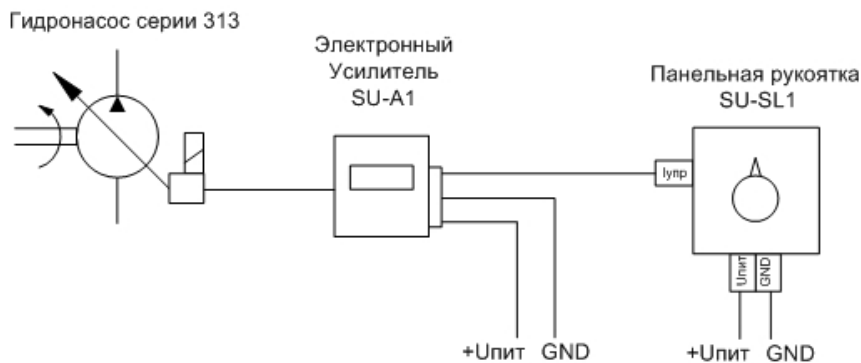 Гидронасос серии 313
Электронный
Усилитель
SU-A1
Панельная рукоятка
SU-SL1
Iупр
Uпит
GND
+Uпит
GND
+Uпит
GND